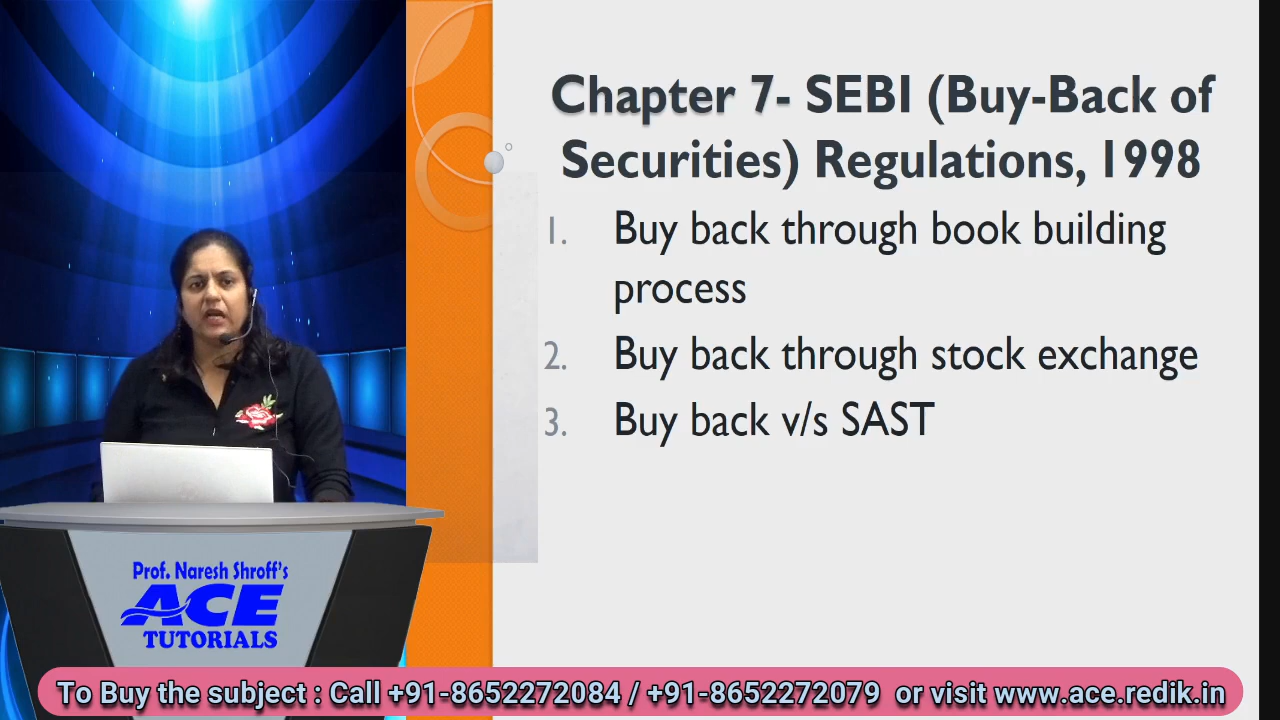 Chapter 7- SEBI (Buy-Back of
Securities) Regulations, 1998
1. Buy back through book building
process
2. Buy back through stock exchange
3. Buy back v/s SAST
Prof. Naresh Shroff's
ACE
TUTORIALS
To Buy the subject : Call +91-8652272084 / +91-8652272079 or visit www.ace.redik.in